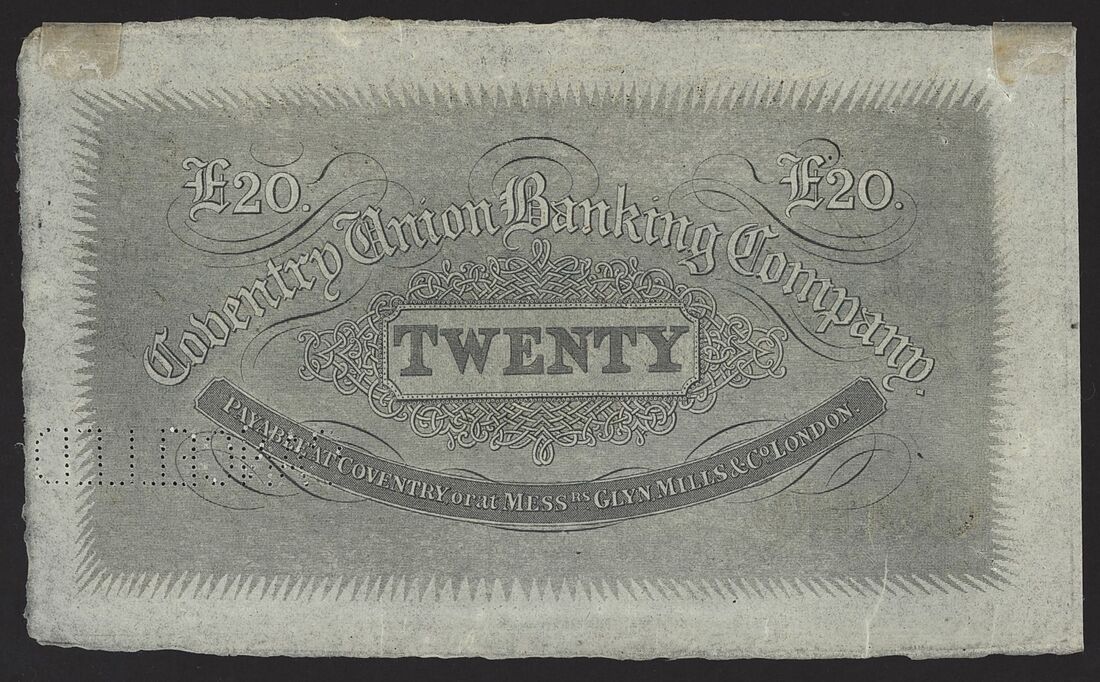 £20.
£20.
Coventry Union Banking Company.
TWENTY
PAYABLE AT COVENTRY or at MESSRS GLYN MILLS & Co LONDON.